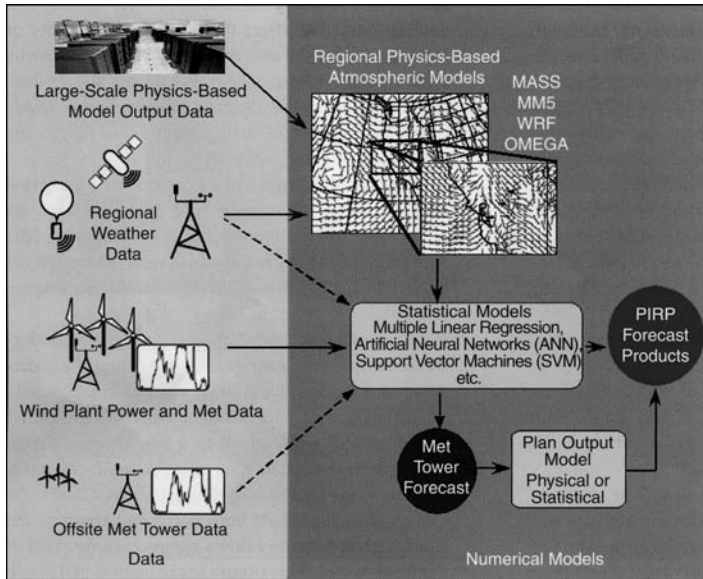 Large-Scale Physics-Based
Model Output Data
Regional Physics-Based
Atmospheric Models
MASS
MM5
WRF
OMEGA
Regional
Weather
Data
Statistical Models
Multiple Linear Regression,
Artificial Neural Networks (ANN),
Support Vector Machines (SVM)
etc.
PIRP
Forecast
Products
Wind Plant Power and Met Data
Met
Tower
Forecast
Plan Output
Model
Physical or
Statistical
Offsite Met Tower Data
Data
Numerical Models